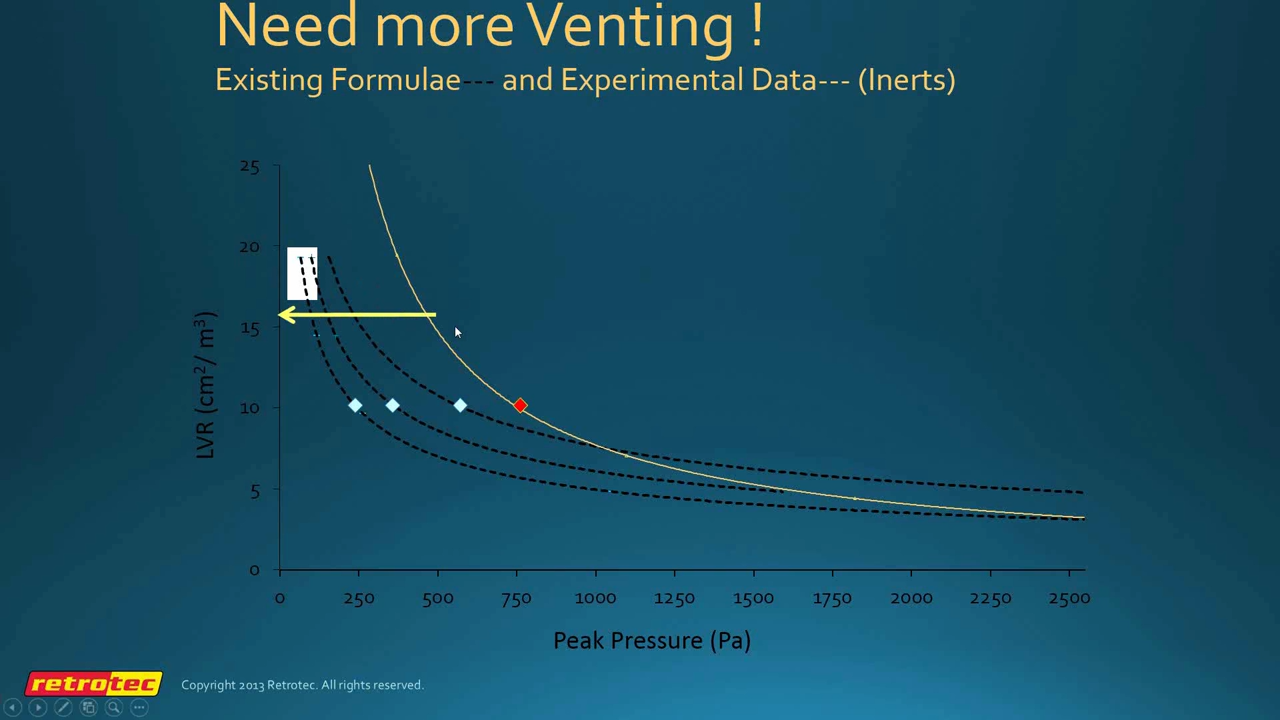 Need more Venting !
Existing Formulae--- and Experimental Data--- (Inerts)
25
20
15
10
5
0
LVR (cm²/ m³)
0 250 500 750 1000 1250 1500 1750 2000 2250 2500
Peak Pressure (Pa)
retrotec
Copyright 2013 Retrotec. All rights reserved.